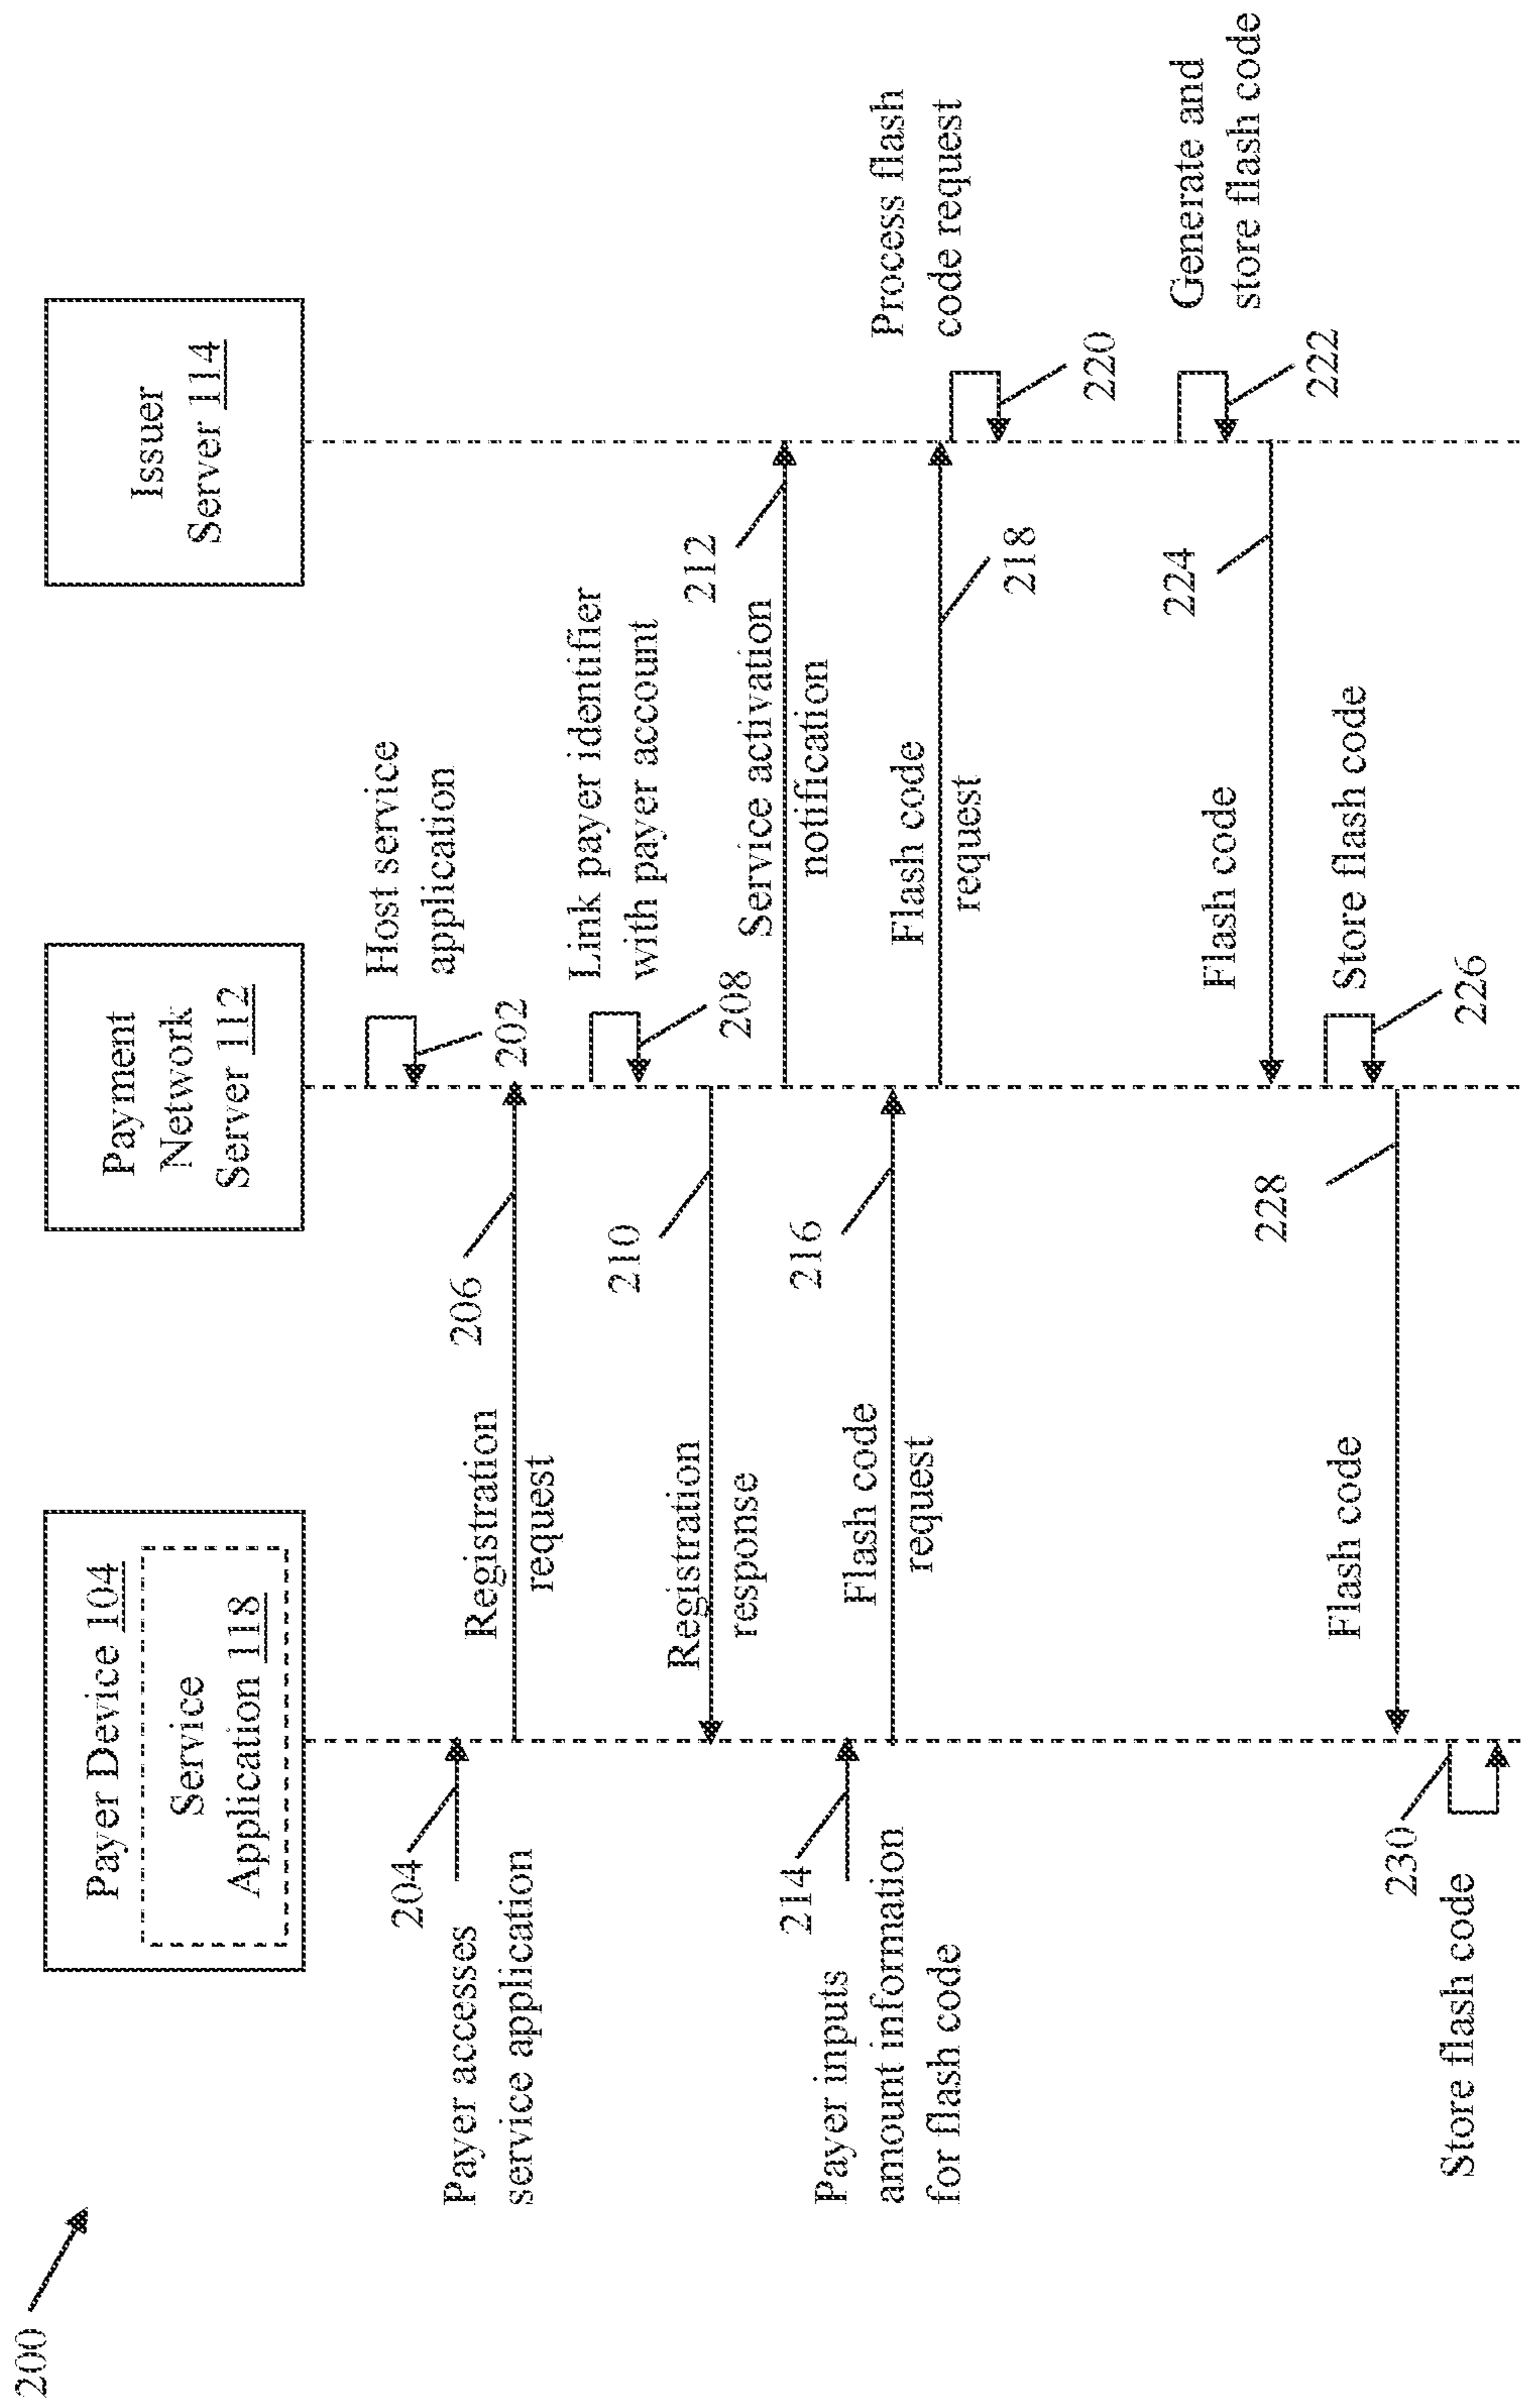 200
Payer Device 104
Service
Application 118
Payment
Network
Server 112
Issuer
Server 114
Host service
application
202
204
Payer accesses
service application
206
Registration
request
Link payer identifier
with payer account
208
210
Registration
response
212
Service activation
notification
214
Payer inputs
amount information
for flash code
216
Flash code
request
Flash code
request
218
Process flash
code request
220
Generate and
store flash code
222
224
Flash code
Store flash code
226
228
Flash code
230
Store flash code